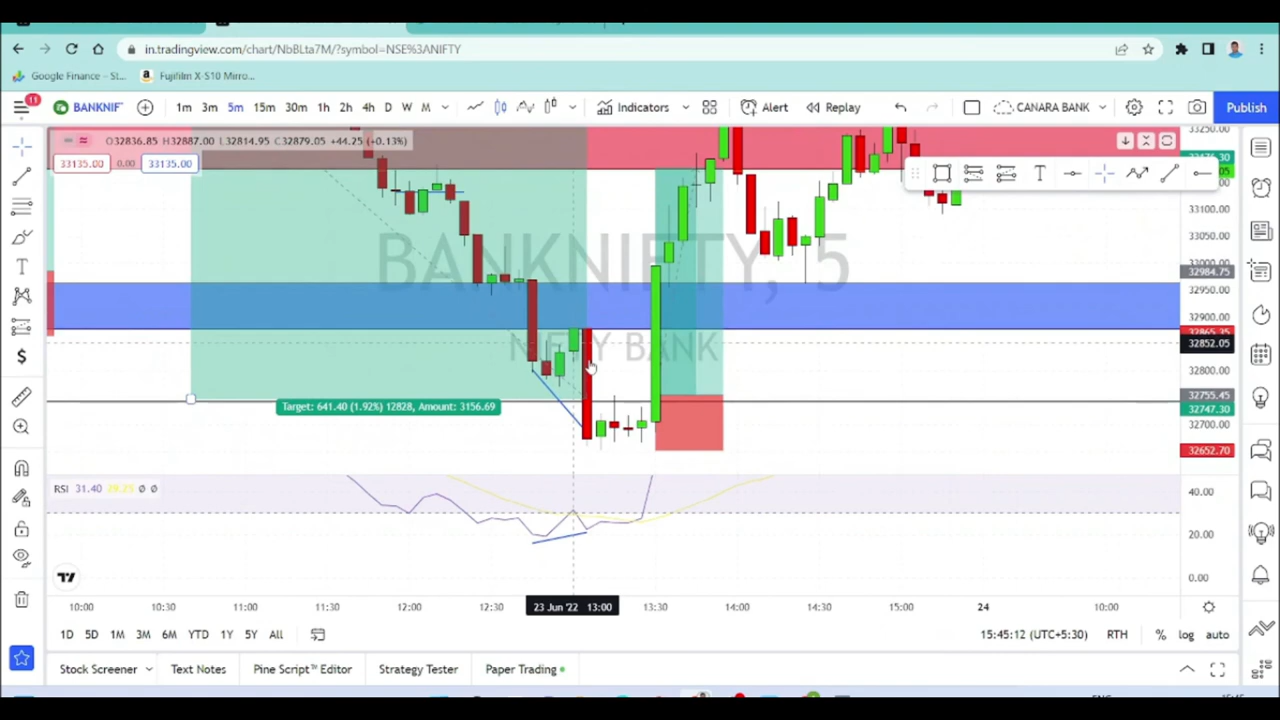 in.tradingview.com/chart/NbBLta7M/?symbol=NSE%3ANIFTY
Google Finance – St...
Fujifilm X-S10 Mirro...
11
BANKNIF
1m 3m 5m 15m 30m 1h 2h 4h D W M
Indicators
Alert
Replay
CANARA BANK
Publish
O32836.85 H32887.00 L32814.95 C32879.05 +44.25 (+0.13%)
33135.00 0.00 33135.00
BANKNIFTY, 5
NIFTY BANK
Target: 641.40 (1.92%) 12828, Amount: 3156.69
33250.00
33100.00
33050.00
33000.00
32984.75
32950.00
32900.00
32865.35
32852.05
32800.00
32755.45
32747.30
32700.00
32652.70
RSI 31.40
40.00
20.00
0.00
10:00 10:30 11:00 11:30 12:00 12:30 23 Jun '22 13:00 13:30 14:00 14:30 15:00 24 10:00
1D 5D 1M 3M 6M YTD 1Y 5Y All
15:45:12 (UTC+5:30) RTH % log auto
Stock Screener Text Notes Pine Script™ Editor Strategy Tester Paper Trading